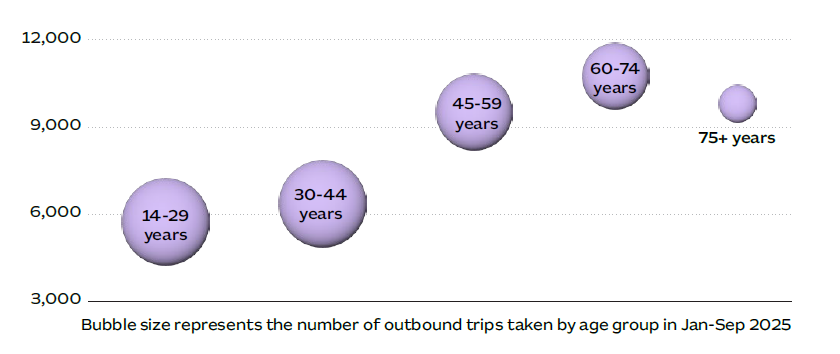 12,000
60-74
years
45-59
years
9,000
75+ years
30-44
years
14-29
years
6,000
3,000
Bubble size represents the number of outbound trips taken by age group in Jan-Sep 2025